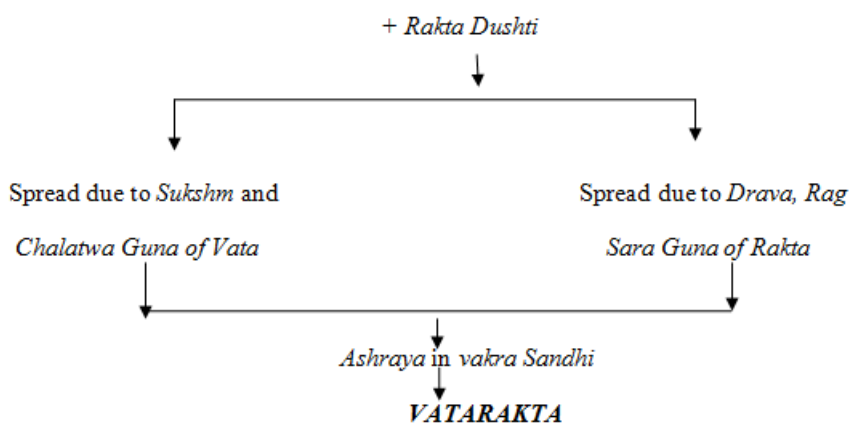 + Rakta Dushti
Spread due to Sukshm and
Chalatwa Guna of Vata
Spread due to Drava, Rag
Sara Guna of Rakta
Ashraya in vakra Sandhi
VATARAKTA